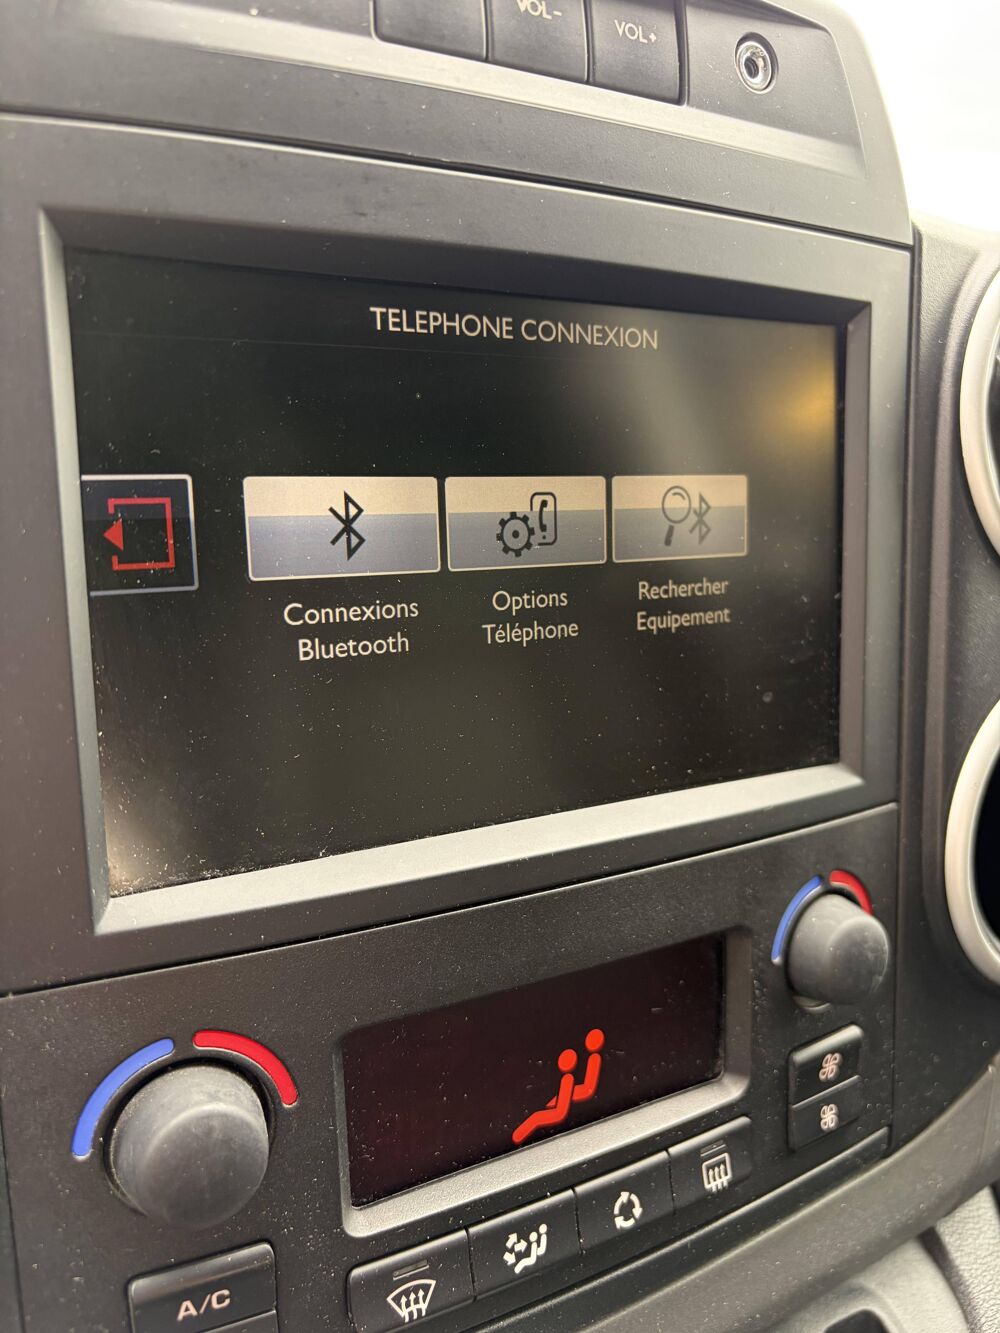 VOL-
VOL+
TELEPHONE CONNEXION
Connexions
Bluetooth
Options
Téléphone
Rechercher
Equipement
A/C